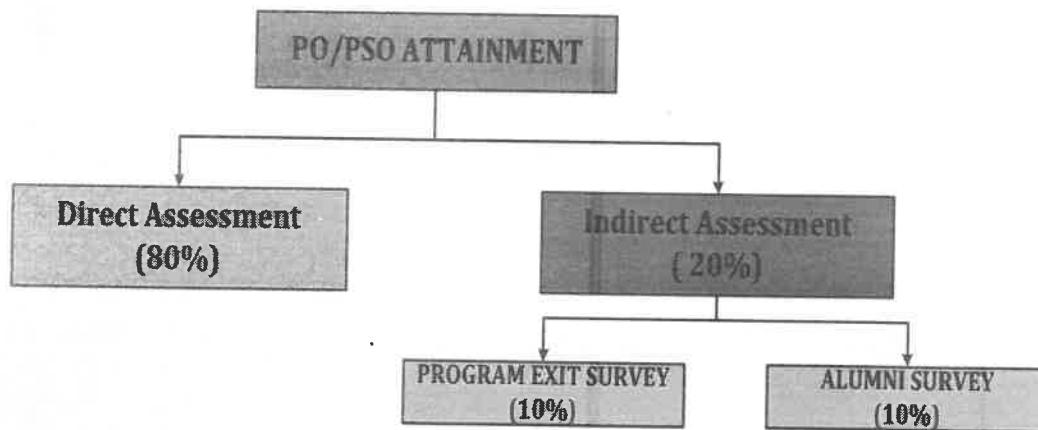 PO/PSO ATTAINMENT
Direct Assessment
(80%)
Indirect Assessment
( 20%)
PROGRAM EXIT SURVEY
(10%)
ALUMNI SURVEY
(10%)